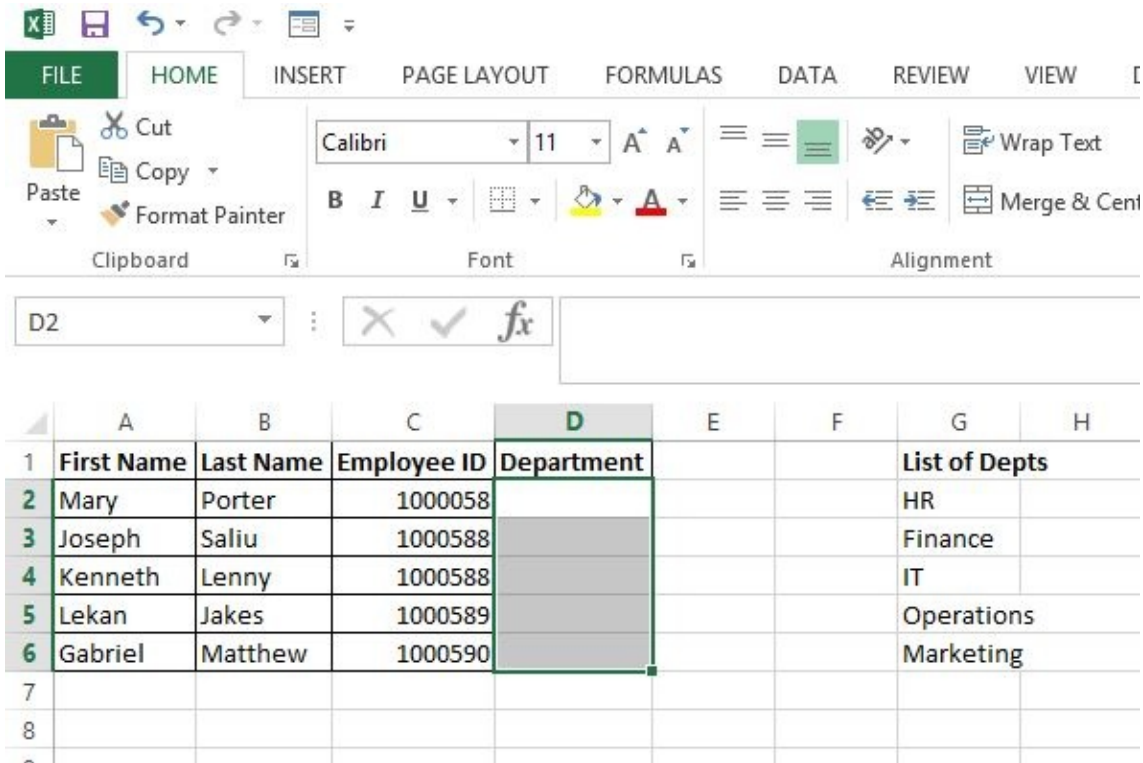 FILE HOME INSERT PAGE LAYOUT FORMULAS DATA REVIEW VIEW
Cut
Calibri 11 A A Wrap Text
Copy
Paste
B I U A Merge & Cent
Format Painter
Clipboard Font Alignment
D2 fx
A B C D E F G H
1 First Name Last Name Employee ID Department List of Depts
2 Mary Porter 1000058 HR
3 Joseph Saliu 1000588 Finance
4 Kenneth Lenny 1000588 IT
5 Lekan Jakes 1000589 Operations
6 Gabriel Matthew 1000590 Marketing
7
8